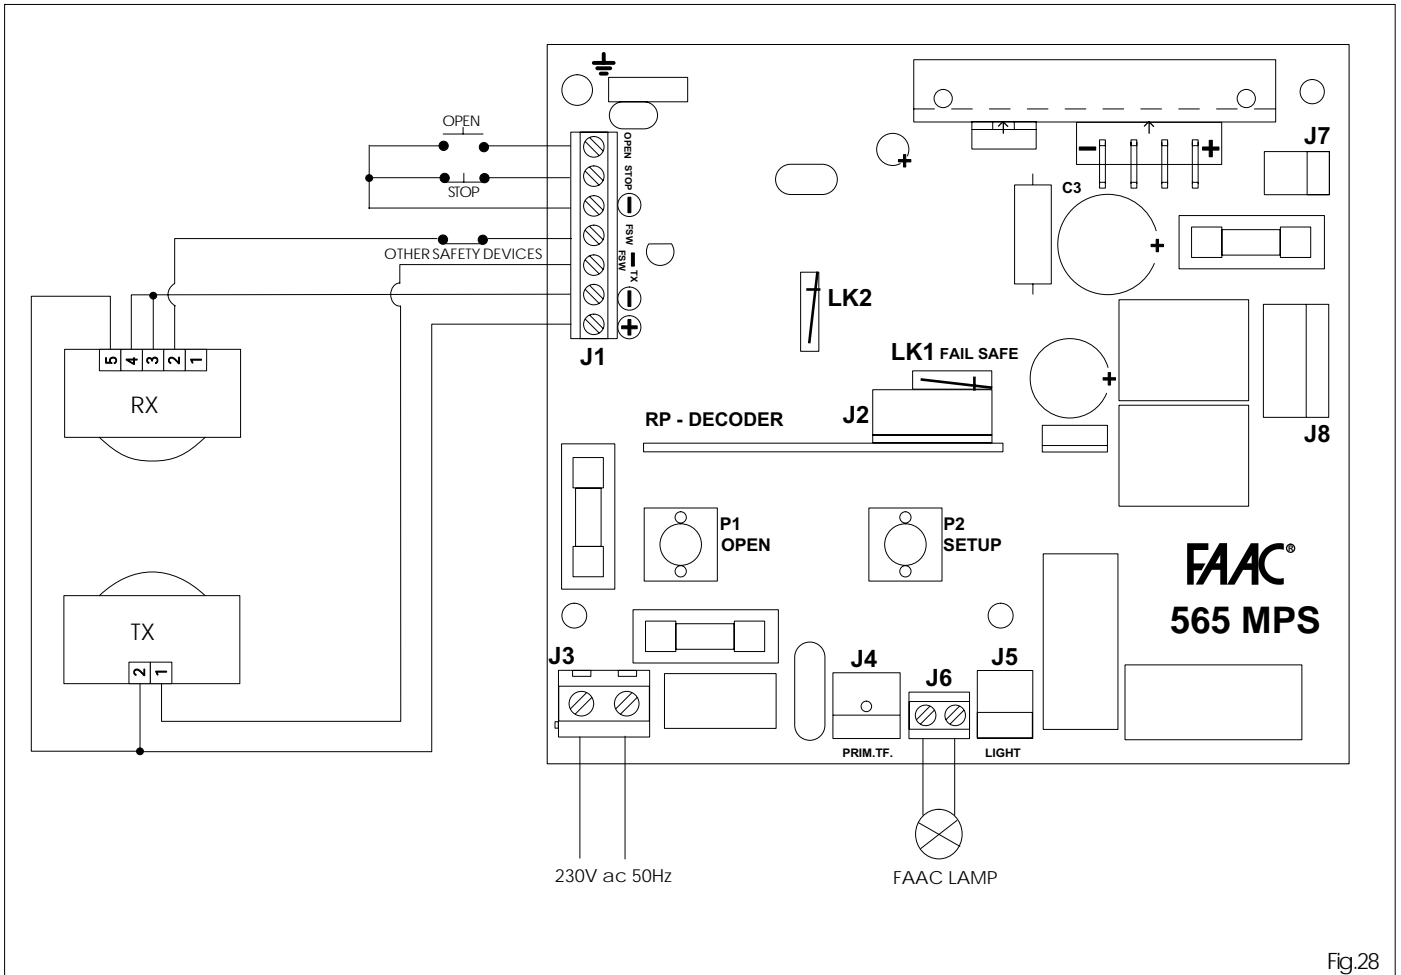 OPEN
STOP
OTHER SAFETY DEVICES
OPEN STOP
FSW
FSW
TX
J1
5 4 3 2 1
RX
TX
2 1
LK2
LK1 FAIL SAFE
J2
RP - DECODER
C3
J7
J8
P1
OPEN
P2
SETUP
FAAC®
565 MPS
J3
J4
J6
J5
PRIM.TF.
LIGHT
230V ac 50Hz
FAAC LAMP
Fig.28